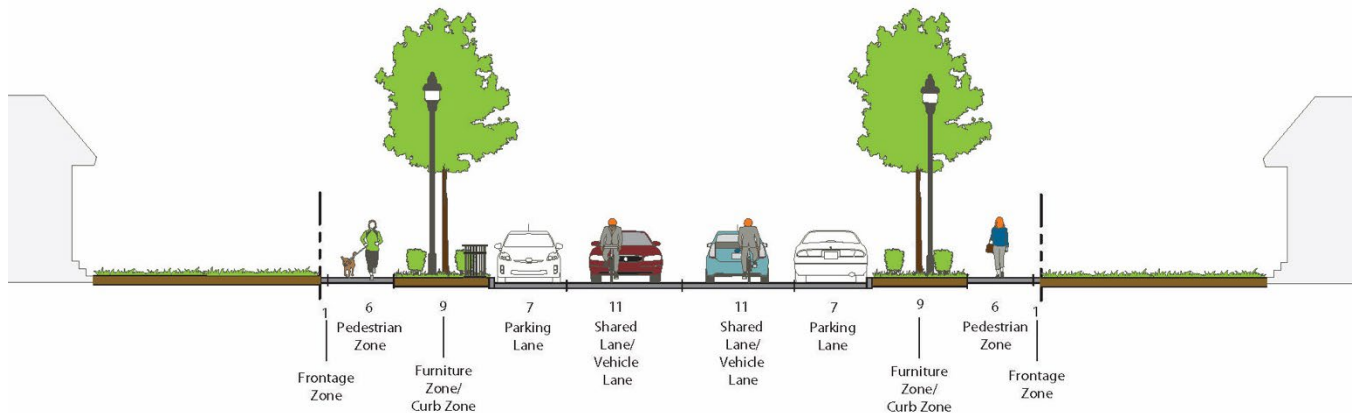 1
Frontage
Zone
6
Pedestrian
Zone
9
Furniture
Zone/
Curb Zone
7
Parking
Lane
11
Shared
Lane/
Vehicle
Lane
11
Shared
Lane/
Vehicle
Lane
7
Parking
Lane
9
Furniture
Zone/
Curb Zone
6
Pedestrian
Zone
1
Frontage
Zone